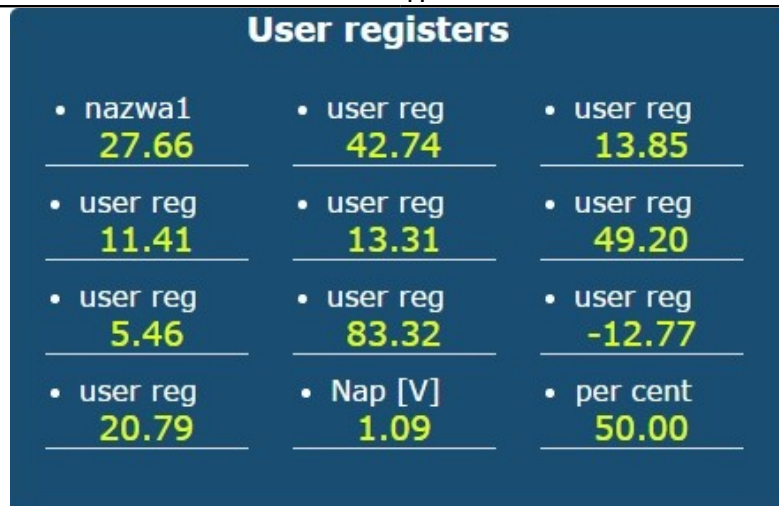 User registers
• nazwa1 • user reg • user reg
27.66 42.74 13.85
• user reg • user reg • user reg
11.41 13.31 49.20
• user reg • user reg • user reg
5.46 83.32 -12.77
• user reg • Nap [V] • per cent
20.79 1.09 50.00